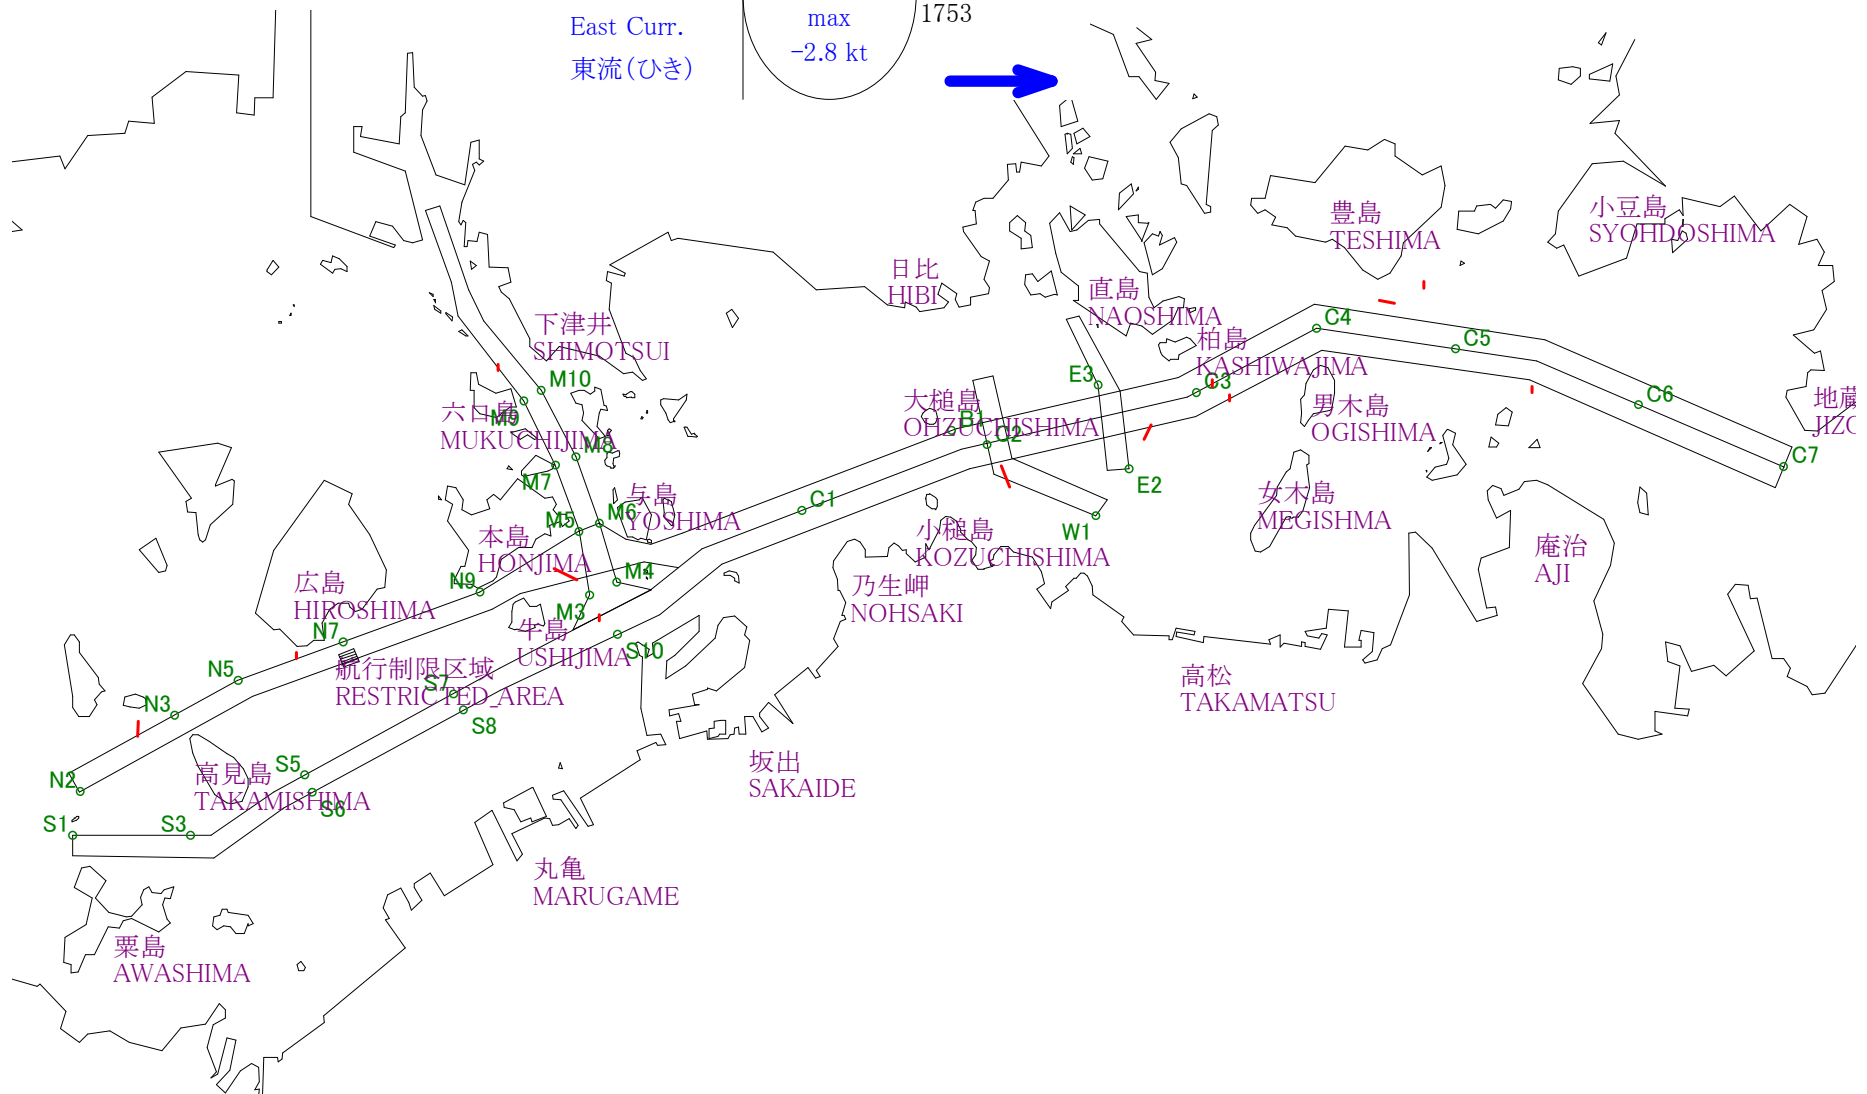 East Curr.
東流(ひき)
max
-2.8 kt
1753
豊島
TESHIMA
小豆島
SYOHDOSHIMA
日比
HIBI
直島
NAOSHIMA
下津井
SHIMOTSUI
柏島
KASHIWAJIMA
C4
C5
E3
C3
C6
M10
M9
六口島
MUKUCHIJIMA
大槌島
OHZUCHISHIMA
B1
C2
男木島
OGISHIMA
地蔵
JIZO
M8
M7
C7
E2
与島
YOSHIMA
C1
女木島
MEGISHMA
M5
M6
本島
HONJIMA
小槌島
KOZUCHISHIMA
W1
庵治
AJI
広島
HIROSHIMA
N9
M4
M3
乃生岬
NOHSAKI
N7
牛島
USHIJIMA
S10
N5
航行制限区域
RESTRICTED_AREA
S7
高松
TAKAMATSU
N3
S8
N2
高見島
TAKAMISHIMA
S5
S6
坂出
SAKAIDE
S1
S3
丸亀
MARUGAME
粟島
AWASHIMA